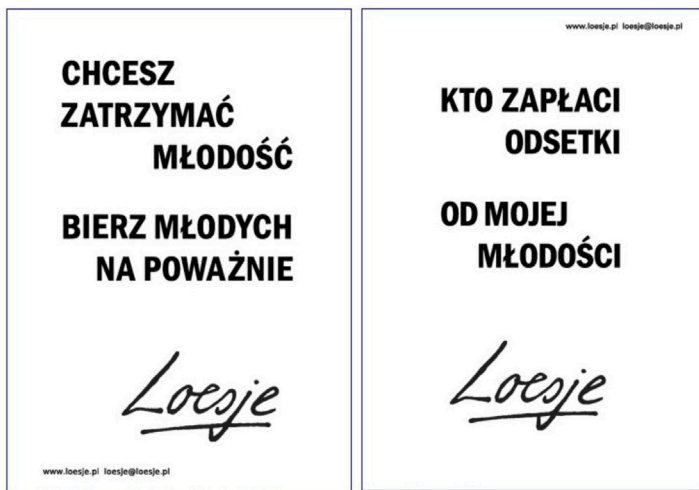 CHCESZ
ZATRZYMAĆ
MŁODOŚĆ
BIERZ MŁODYCH
NA POWAŻNIE
Loesje
www.loesje.pl loesje@loesje.pl
www.loesje.pl loesje@loesje.pl
KTO ZAPŁACI
ODSETKI
OD MOJEJ
MŁODOŚCI
Loesje